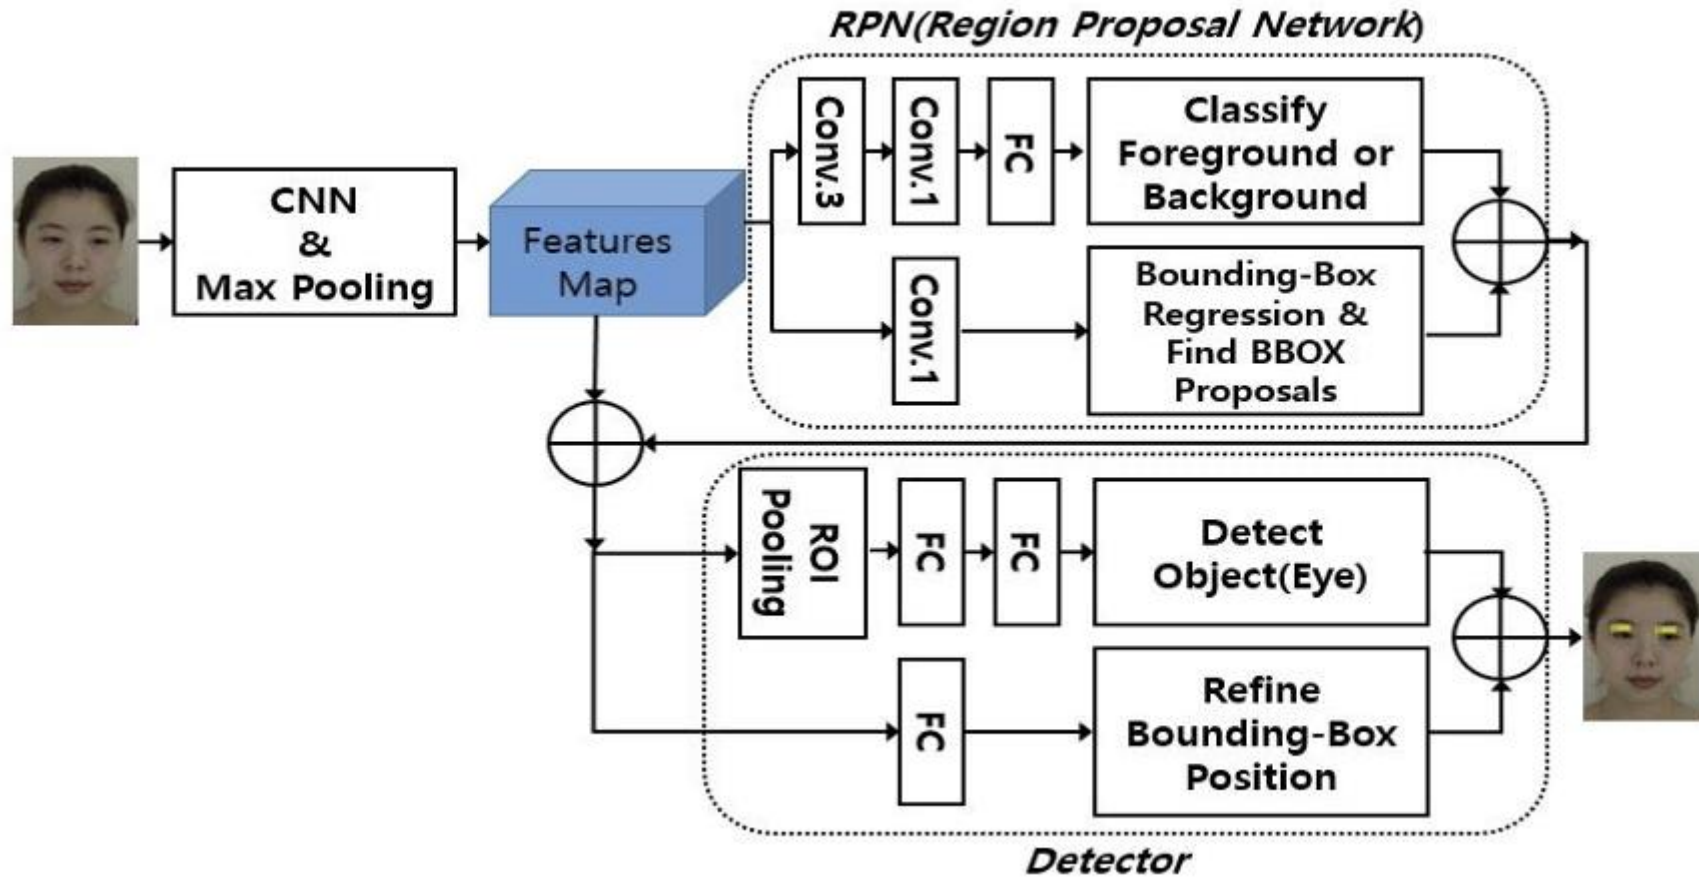 RPN(Region Proposal Network)
Conv.3
Conv.1
FC
Classify
Foreground or
Background
CNN
&
Max Pooling
Features
Map
Conv.1
Bounding-Box
Regression &
Find BBOX
Proposals
ROI
Pooling
FC
FC
Detect
Object(Eye)
FC
Refine
Bounding-Box
Position
Detector